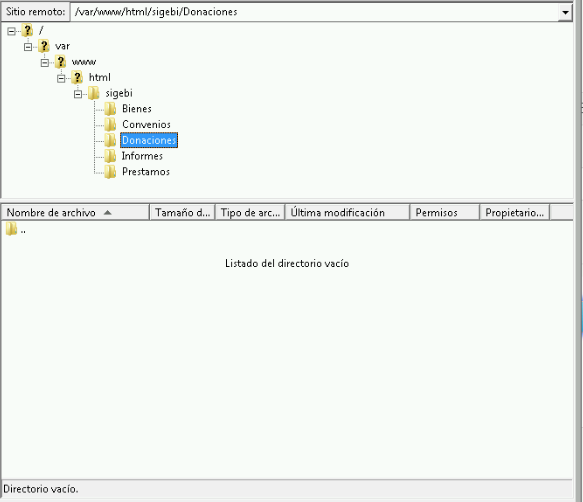 Sitio remoto: /var/www/html/sigebi/Donaciones
/
var
www
html
sigebi
Bienes
Convenios
Donaciones
Informes
Prestamos
Nombre de archivo Tamaño d... Tipo de arc... Última modificación Permisos Propietario...
..
Listado del directorio vacío
Directorio vacío.